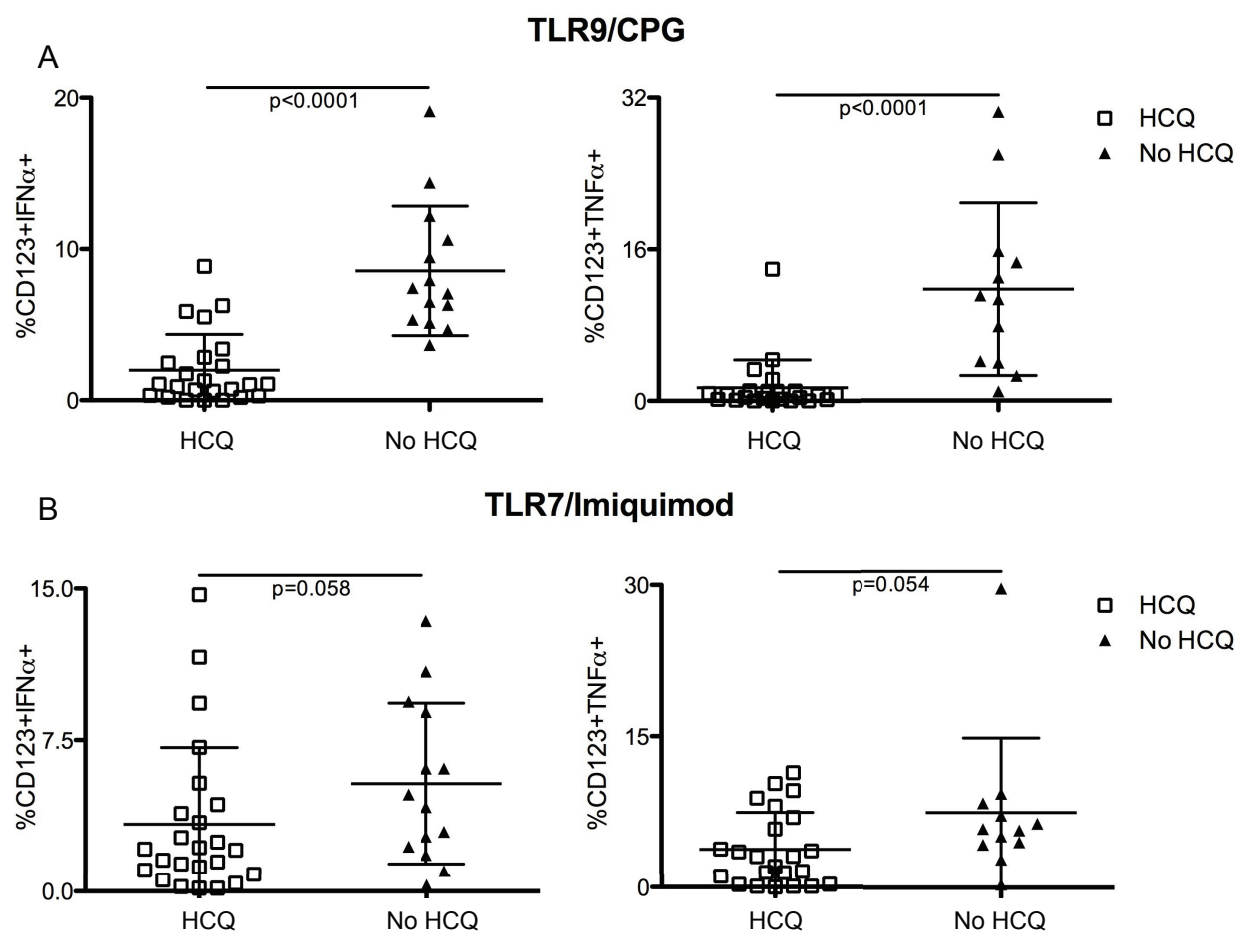 TLR9/CPG
A
p<0.0001
p<0.0001
20
10
0
%CD123+IFNα+
HCQ
No HCQ
32
16
0
%CD123+TNFα+
HCQ
No HCQ
HCQ
No HCQ
B
TLR7/Imiquimod
p=0.058
p=0.054
15.0
7.5
0.0
%CD123+IFNα+
HCQ
No HCQ
30
15
0
%CD123+TNFα+
HCQ
No HCQ
HCQ
No HCQ